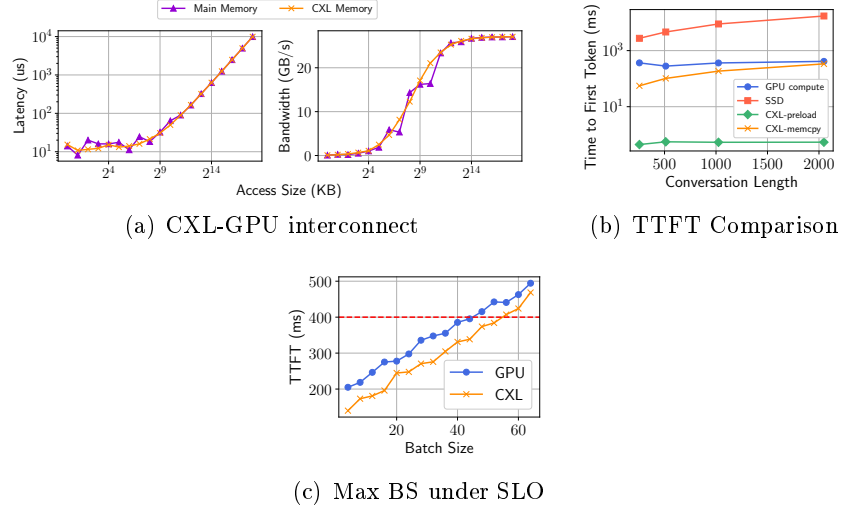 Main Memory CXL Memory
Latency (us)
10^4
10^3
10^2
10^1
2^4 2^9 2^14
Bandwidth (GB/s)
20
10
0
2^4 2^9 2^14
Access Size (KB)
(a) CXL-GPU interconnect
Time to First Token (ms)
10^3
10^1
GPU compute
SSD
CXL-preload
CXL-memcpy
500 1000 1500 2000
Conversation Length
(b) TTFT Comparison
TTFT (ms)
500
400
300
200
GPU
CXL
20 40 60
Batch Size
(c) Max BS under SLO